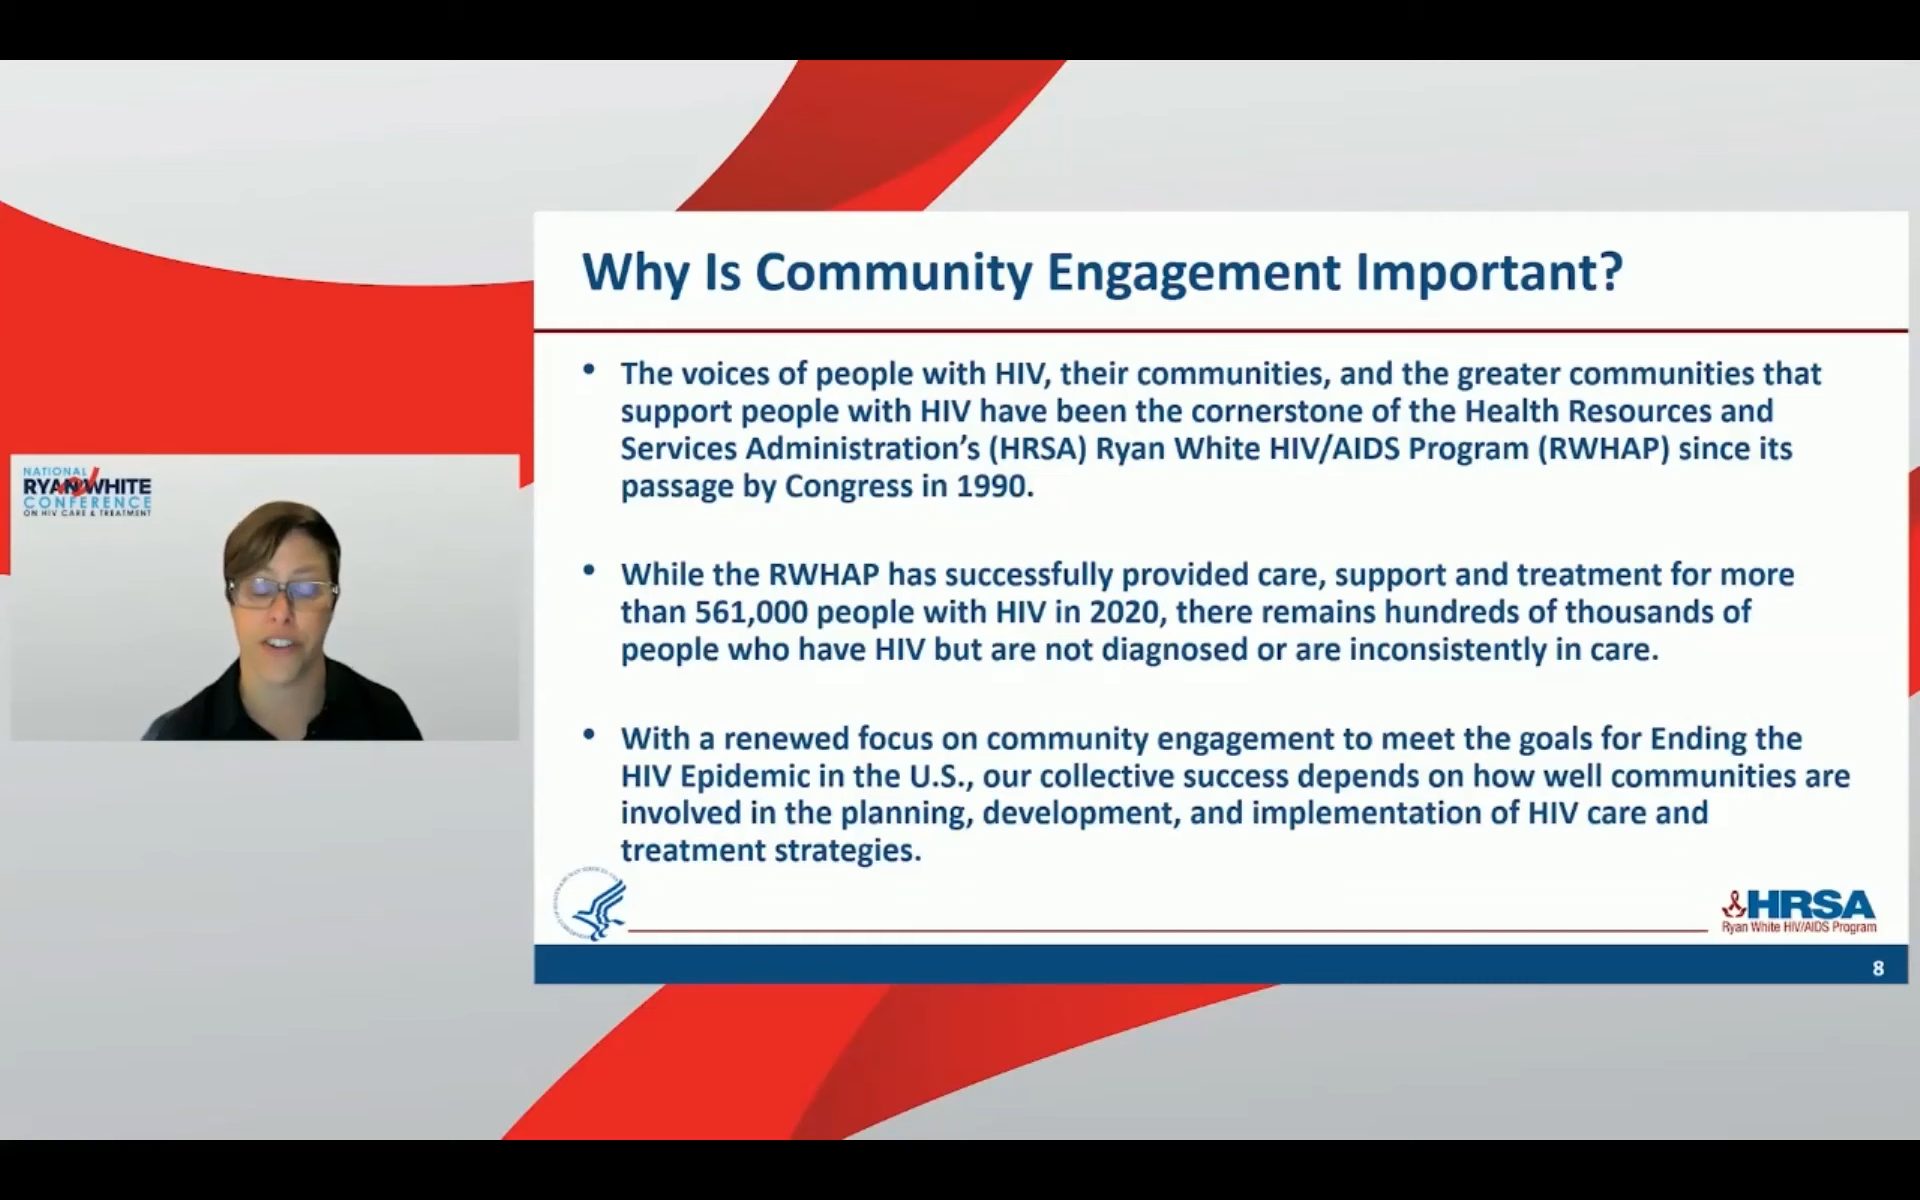 NATIONAL
RYAN WHITE
CONFERENCE
ON HIV CARE & TREATMENT
Why Is Community Engagement Important?
• The voices of people with HIV, their communities, and the greater communities that
support people with HIV have been the cornerstone of the Health Resources and
Services Administration’s (HRSA) Ryan White HIV/AIDS Program (RWHAP) since its
passage by Congress in 1990.
• While the RWHAP has successfully provided care, support and treatment for more
than 561,000 people with HIV in 2020, there remains hundreds of thousands of
people who have HIV but are not diagnosed or are inconsistently in care.
• With a renewed focus on community engagement to meet the goals for Ending the
HIV Epidemic in the U.S., our collective success depends on how well communities are
involved in the planning, development, and implementation of HIV care and
treatment strategies.
HRSA
Ryan White HIV/AIDS Program
8